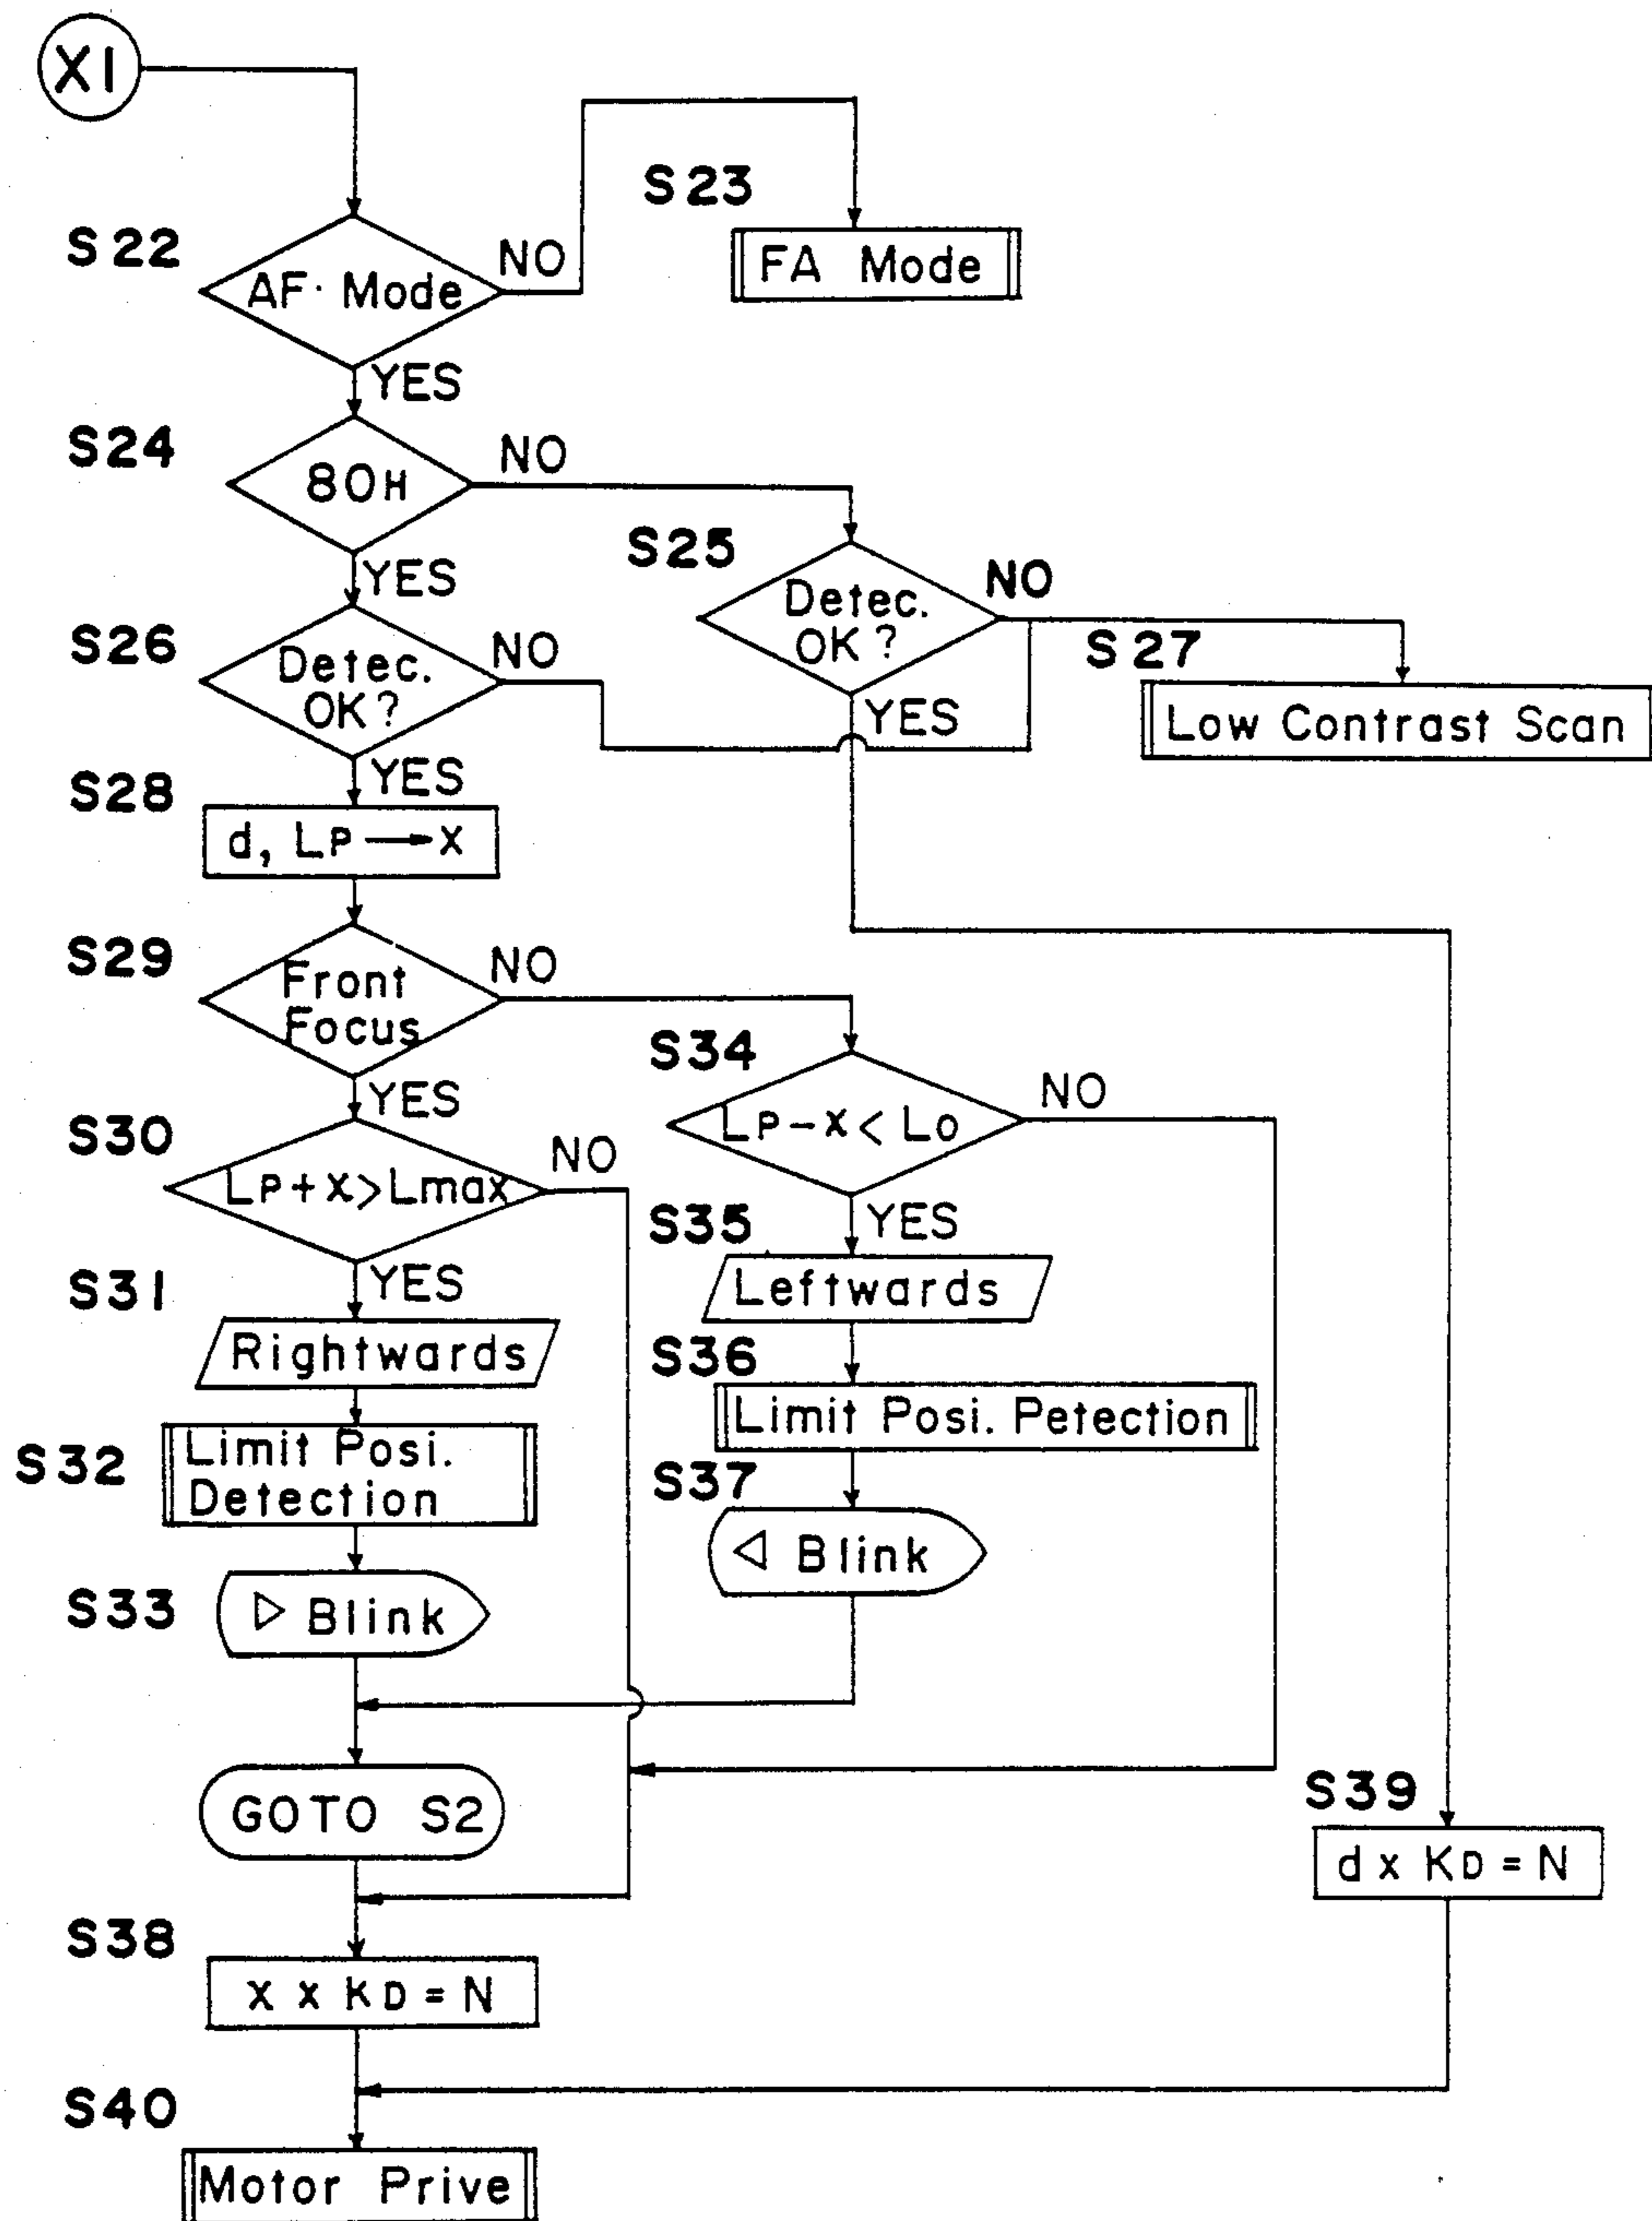 X1
S23
S22
AF· Mode
NO
FA Mode
YES
S24
80H
NO
S25
YES
Detec.
OK?
NO
S26
Detec.
OK?
NO
S27
YES
Low Contrast Scan
YES
S28
d, LP → X
S29
Front
Focus
NO
S34
YES
LP-X < Lo
NO
S30
LP+X>Lmax
NO
S35
YES
S31
YES
Leftwards
Rightwards
S36
Limit Posi. Petection
S32
Limit Posi.
Detection
S37
◁ Blink
S33
▷ Blink
GOTO S2
S39
d x KD = N
S38
X x KD = N
S40
Motor Prive